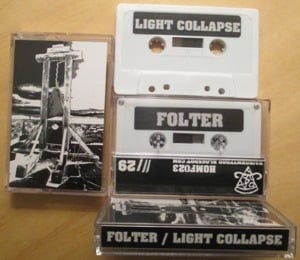 LIGHT COLLAPSE
FOLTER
HOMF023
//29
FOLTER / LIGHT COLLAPSE